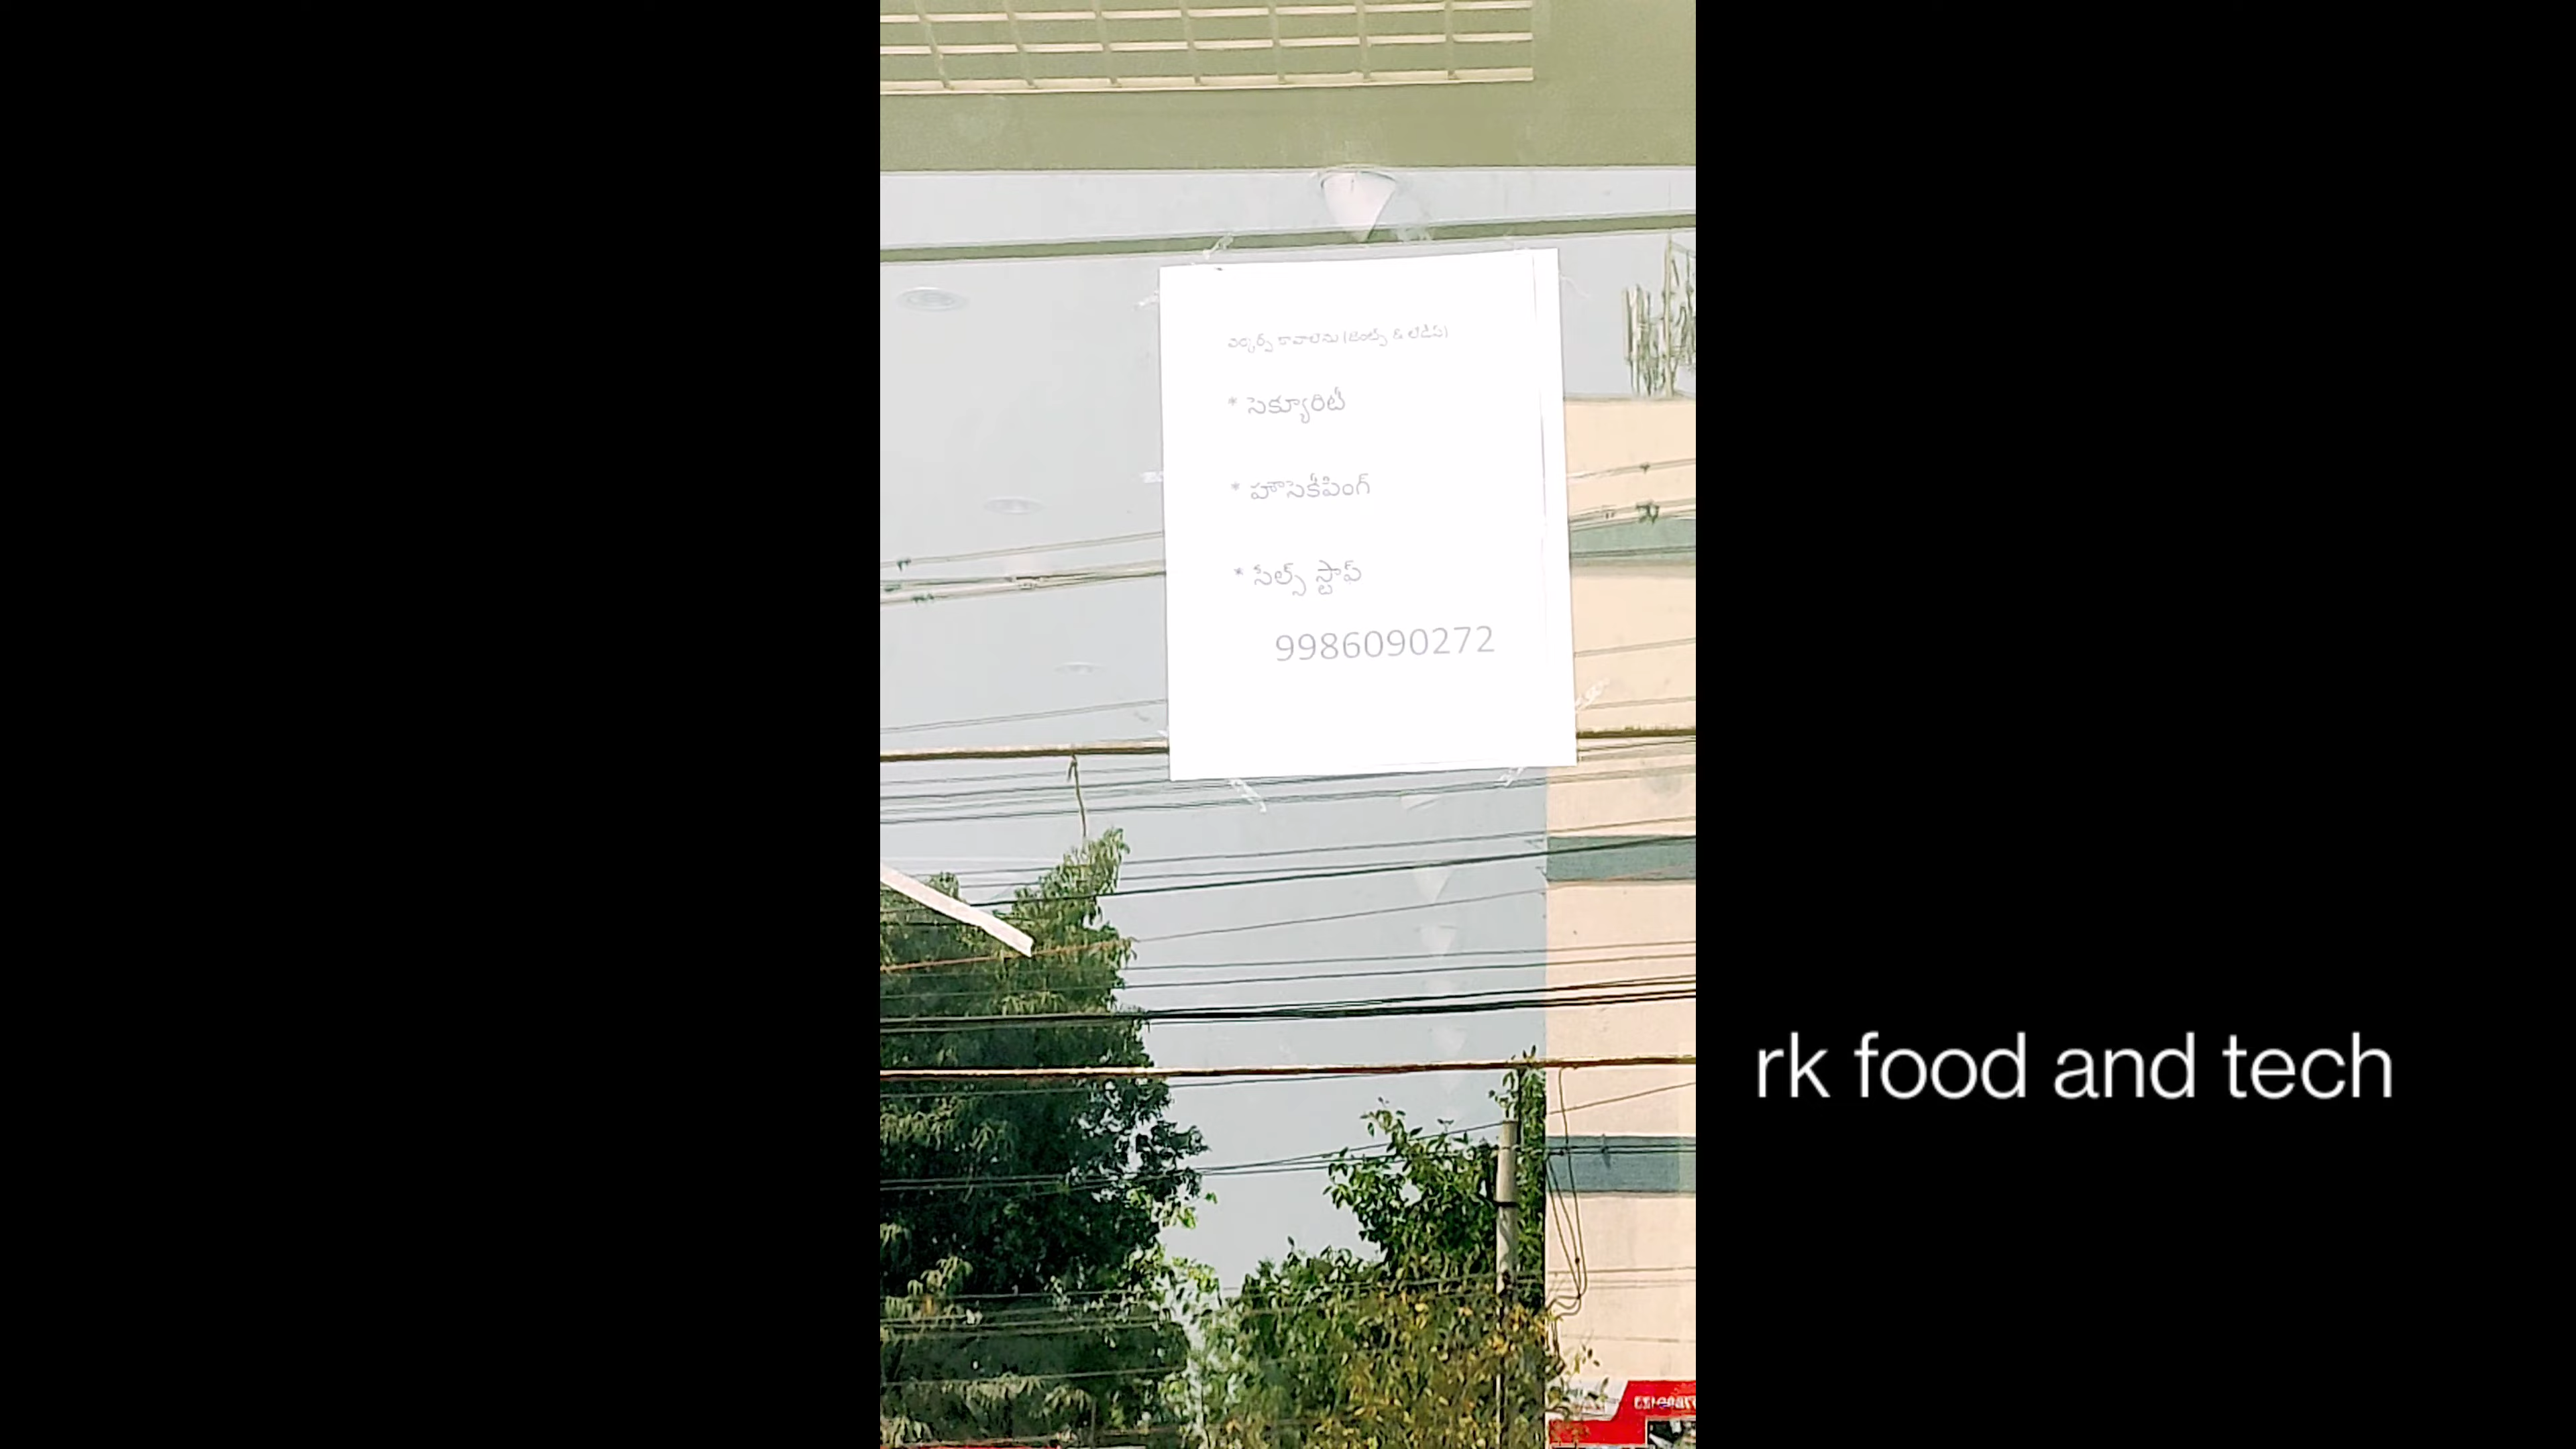 వర్కర్స్ కావాలెను (జెంట్స్ & లేడీస్)
* సెక్యూరిటీ
* హౌసెకీపింగ్
* సేల్స్ స్టాఫ్
9986090272
rk food and tech